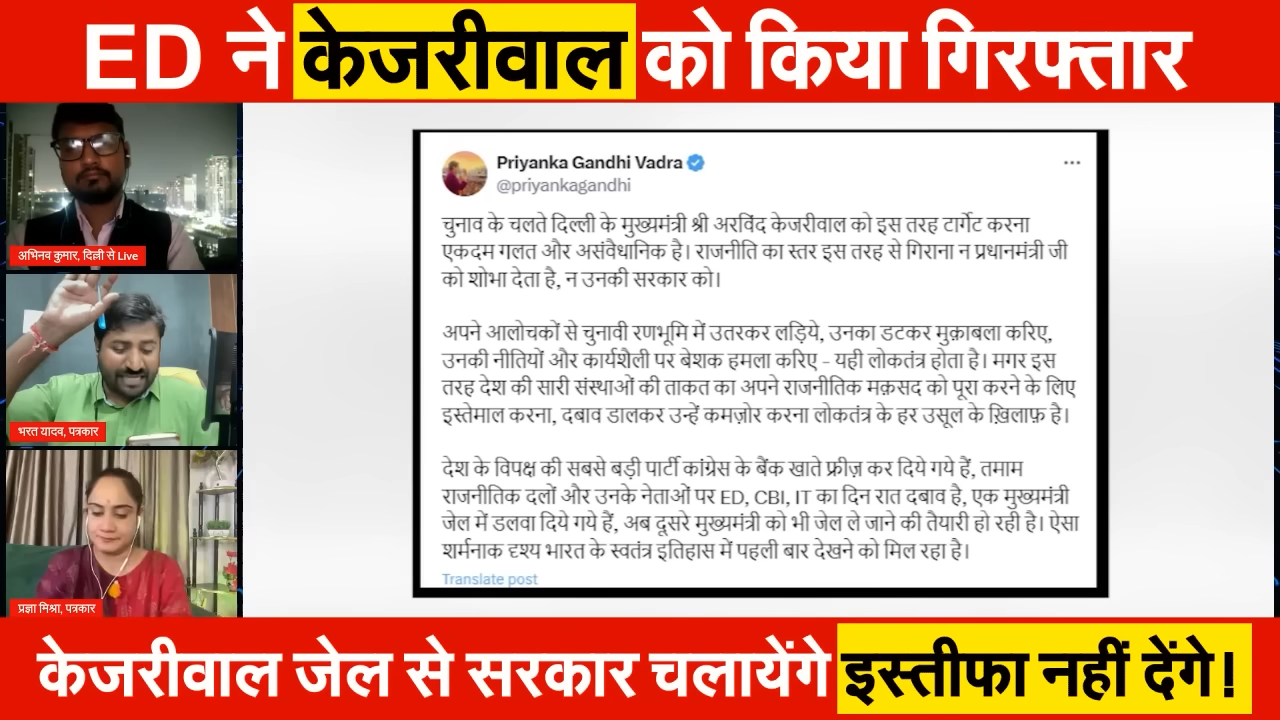 ED ने केजरीवाल को किया गिरफ्तार
अभिनव कुमार, दिल्ली से Live
भरत यादव, पत्रकार
प्रज्ञा मिश्रा, पत्रकार
Priyanka Gandhi Vadra
@priyankagandhi
चुनाव के चलते दिल्ली के मुख्यमंत्री श्री अरविंद केजरीवाल को इस तरह टार्गेट करना
एकदम गलत और असंवैधानिक है। राजनीति का स्तर इस तरह से गिराना न प्रधानमंत्री जी
को शोभा देता है, न उनकी सरकार को।
अपने आलोचकों से चुनावी रणभूमि में उतरकर लड़िये, उनका डटकर मुक़ाबला करिए,
उनकी नीतियों और कार्यशैली पर बेशक हमला करिए - यही लोकतंत्र होता है। मगर इस
तरह देश की सारी संस्थाओं की ताकत का अपने राजनीतिक मक़सद को पूरा करने के लिए
इस्तेमाल करना, दबाव डालकर उन्हें कमज़ोर करना लोकतंत्र के हर उसूल के ख़िलाफ़ है।
देश के विपक्ष की सबसे बड़ी पार्टी कांग्रेस के बैंक खाते फ्रीज़ कर दिये गये हैं, तमाम
राजनीतिक दलों और उनके नेताओं पर ED, CBI, IT का दिन रात दबाव है, एक मुख्यमंत्री
जेल में डलवा दिये गये हैं, अब दूसरे मुख्यमंत्री को भी जेल ले जाने की तैयारी हो रही है। ऐसा
शर्मनाक दृश्य भारत के स्वतंत्र इतिहास में पहली बार देखने को मिल रहा है।
Translate post
केजरीवाल जेल से सरकार चलायेंगे इस्तीफा नहीं देंगे!